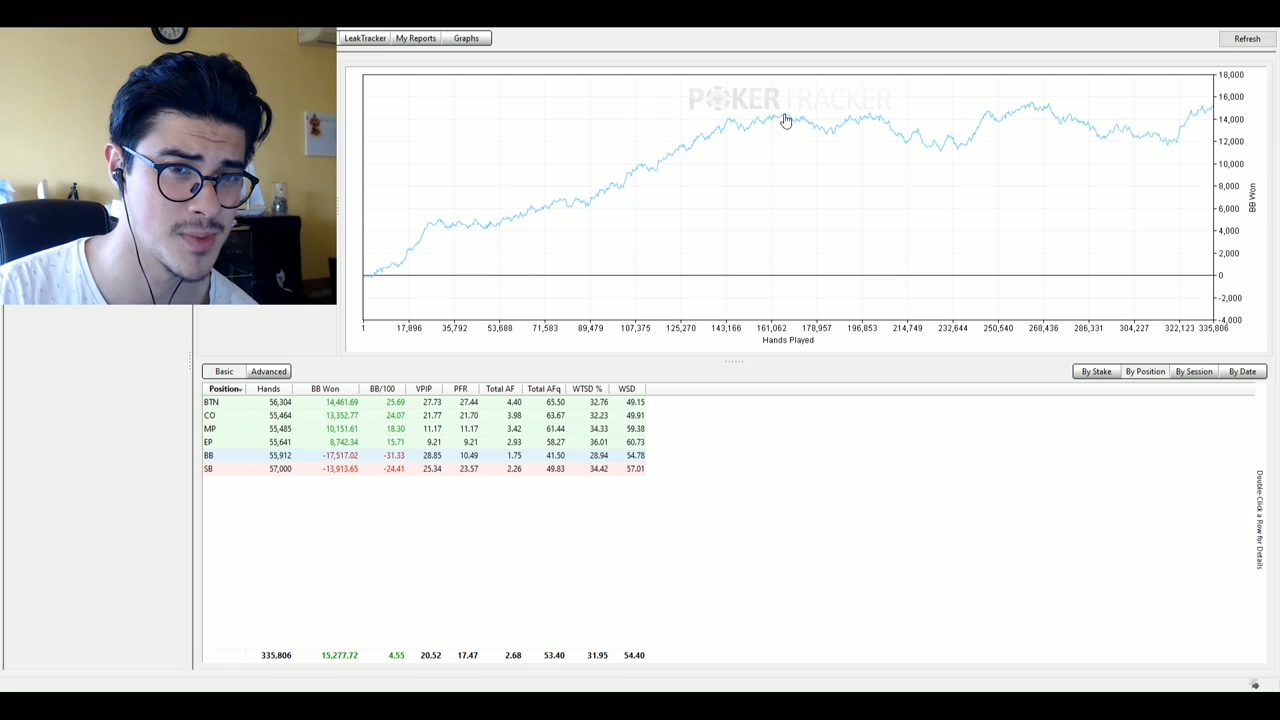 LeakTracker My Reports Graphs Refresh
POKERTRACKER
18,000
16,000
14,000
12,000
10,000
8,000
6,000
4,000
2,000
0
-2,000
-4,000
BB Won
1 17,896 35,792 53,688 71,583 89,479 107,375 125,270 143,166 161,062 178,957 196,853 214,749 232,644 250,540 268,436 286,331 304,227 322,123 335,806
Hands Played
Basic Advanced By Stake By Position By Session By Date
Position Hands BB Won BB/100 VPIP PFR Total AF Total AFq WTSD % WSD
BTN 56,304 14,461.69 25.69 27.73 27.44 4.40 65.50 32.76 49.15
CO 55,464 13,352.77 24.07 21.77 21.70 3.98 63.67 32.23 49.91
MP 55,485 10,151.61 18.30 11.17 11.17 3.42 61.44 34.33 59.38
EP 55,641 8,742.34 15.71 9.21 9.21 2.93 58.27 36.01 60.73
BB 55,912 -17,517.02 -31.33 28.85 10.49 1.75 41.50 28.94 54.78
SB 57,000 -13,913.65 -24.41 25.34 23.57 2.26 49.83 34.42 57.01
Double-Click a Row for Details
335,806 15,277.72 4.55 20.52 17.47 2.68 53.40 31.95 54.40